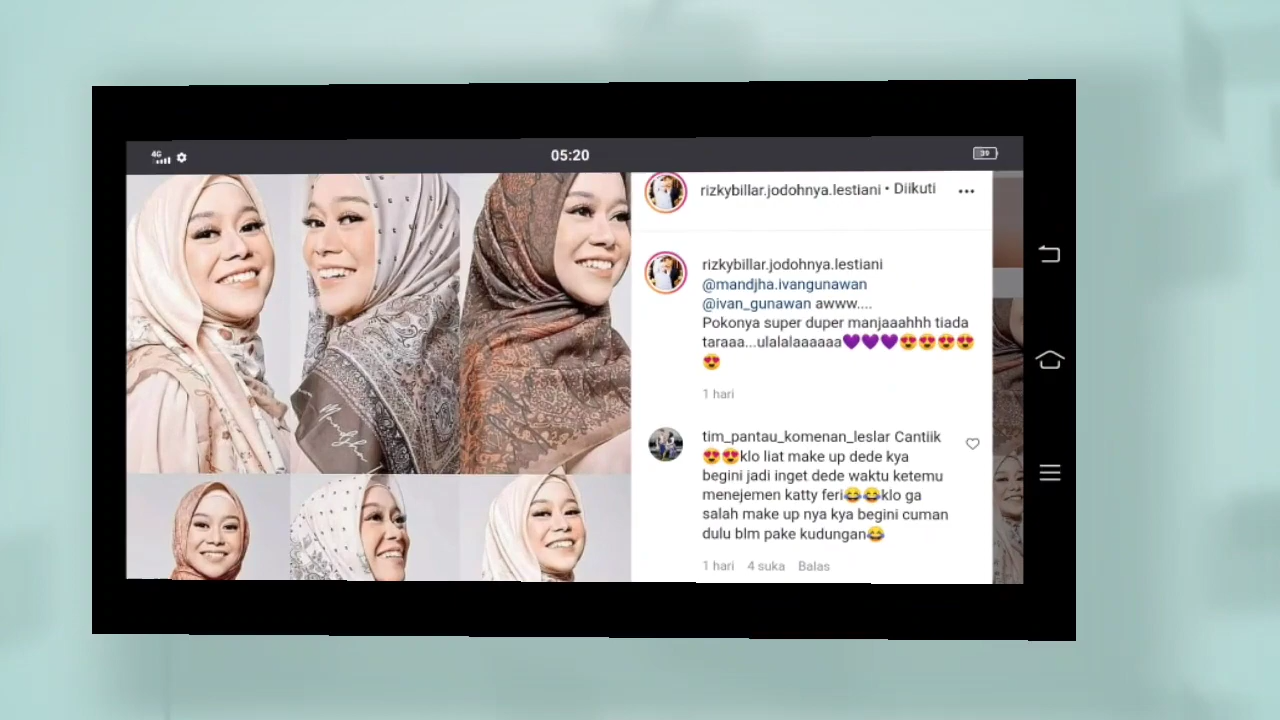 4G
05:20
39
rizkybillar.jodohnya.lestiani • Diikuti
rizkybillar.jodohnya.lestiani
@mandjha.ivangunawan
@ivan_gunawan awww....
Pokonya super duper manjaaahhh tiada
taraaa...ulalalaaaaaa💜💜💜😍😍😍😍
😍
1 hari
tim_pantau_komenan_leslar Cantiik
😍😍klo liat make up dede kya
begini jadi inget dede waktu ketemu
menejemen katty feri😂😂klo ga
salah make up nya kya begini cuman
dulu blm pake kudungan😂
1 hari 4 suka Balas